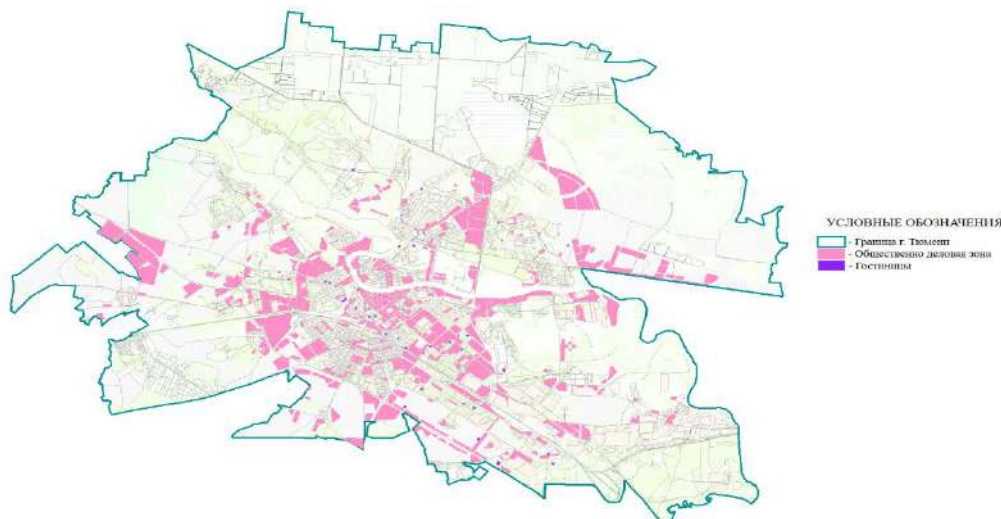 УСЛОВНЫЕ ОБОЗНАЧЕНИЯ
- Граница г. Тюмени
- Общественно деловая зона
- Гостиницы